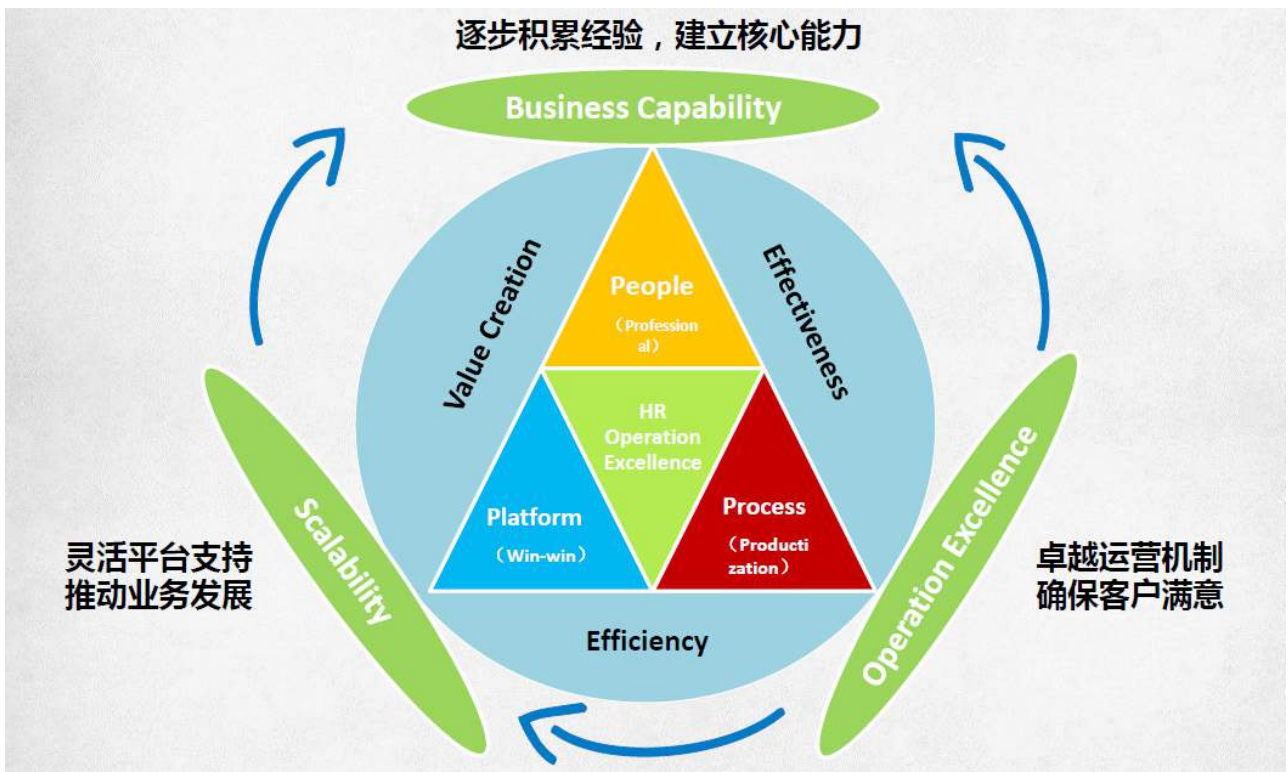 逐步积累经验，建立核心能力
Business Capability
Value Creation
Effectiveness
People
（Profession
al）
HR
Operation
Excellence
Platform
（Win-win）
Process
（Producti
zation）
Efficiency
Scalability
Operation Excellence
灵活平台支持
推动业务发展
卓越运营机制
确保客户满意